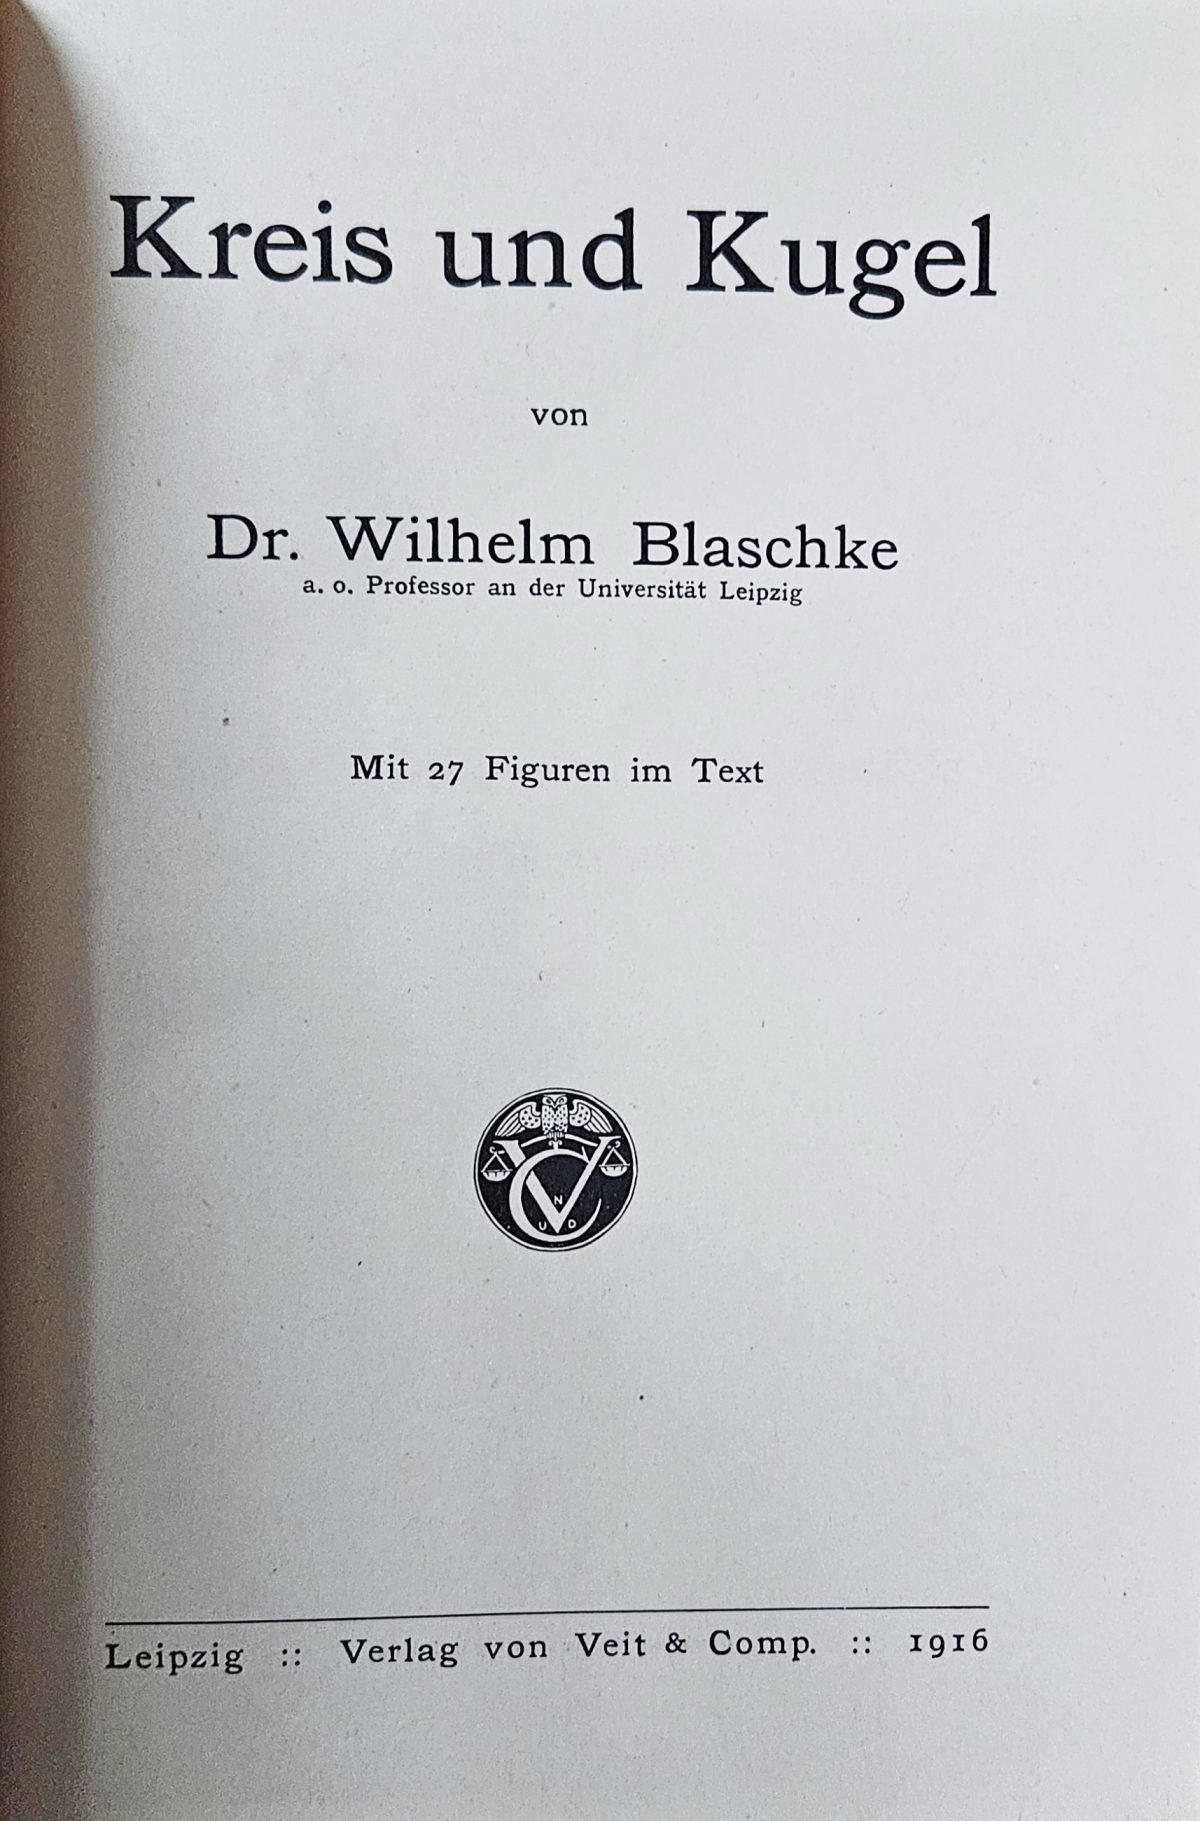 Kreis und Kugel
von
Dr. Wilhelm Blaschke
a. o. Professor an der Universität Leipzig
Mit 27 Figuren im Text
V C
UND
Leipzig :: Verlag von Veit & Comp. :: 1916